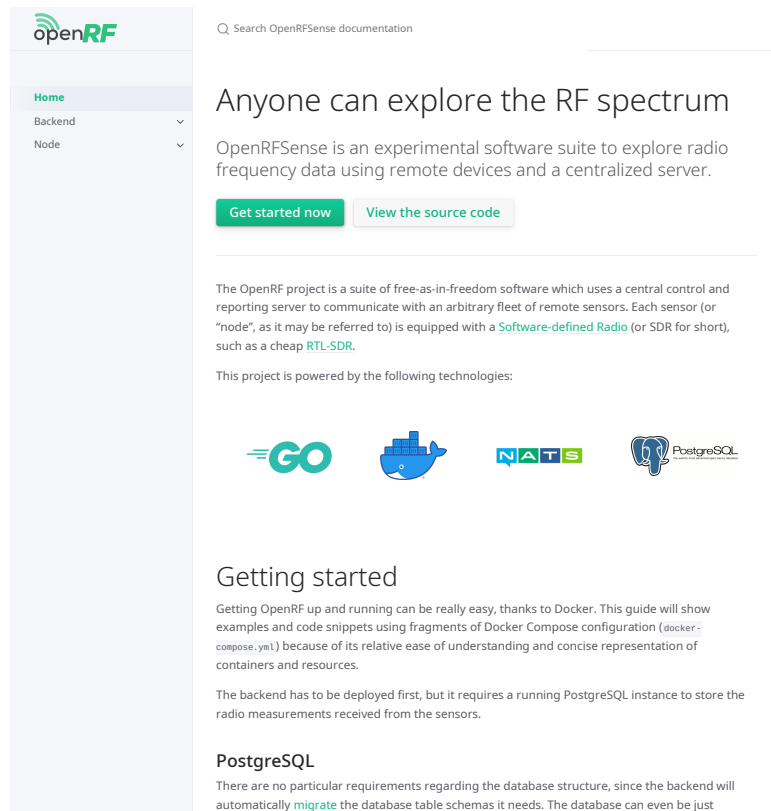 openRF
Search OpenRFSense documentation
Home
Backend
Node
Anyone can explore the RF spectrum
OpenRFSense is an experimental software suite to explore radio
frequency data using remote devices and a centralized server.
Get started now
View the source code
The OpenRF project is a suite of free-as-in-freedom software which uses a central control and
reporting server to communicate with an arbitrary fleet of remote sensors. Each sensor (or
“node”, as it may be referred to) is equipped with a Software-defined Radio (or SDR for short),
such as a cheap RTL-SDR.
This project is powered by the following technologies:
GO
NATS
PostgreSQL
Getting started
Getting OpenRF up and running can be really easy, thanks to Docker. This guide will show
examples and code snippets using fragments of Docker Compose configuration (docker-
compose.yml) because of its relative ease of understanding and concise representation of
containers and resources.
The backend has to be deployed first, but it requires a running PostgreSQL instance to store the
radio measurements received from the sensors.
PostgreSQL
There are no particular requirements regarding the database structure, since the backend will
automatically migrate the database table schemas it needs. The database can even be just